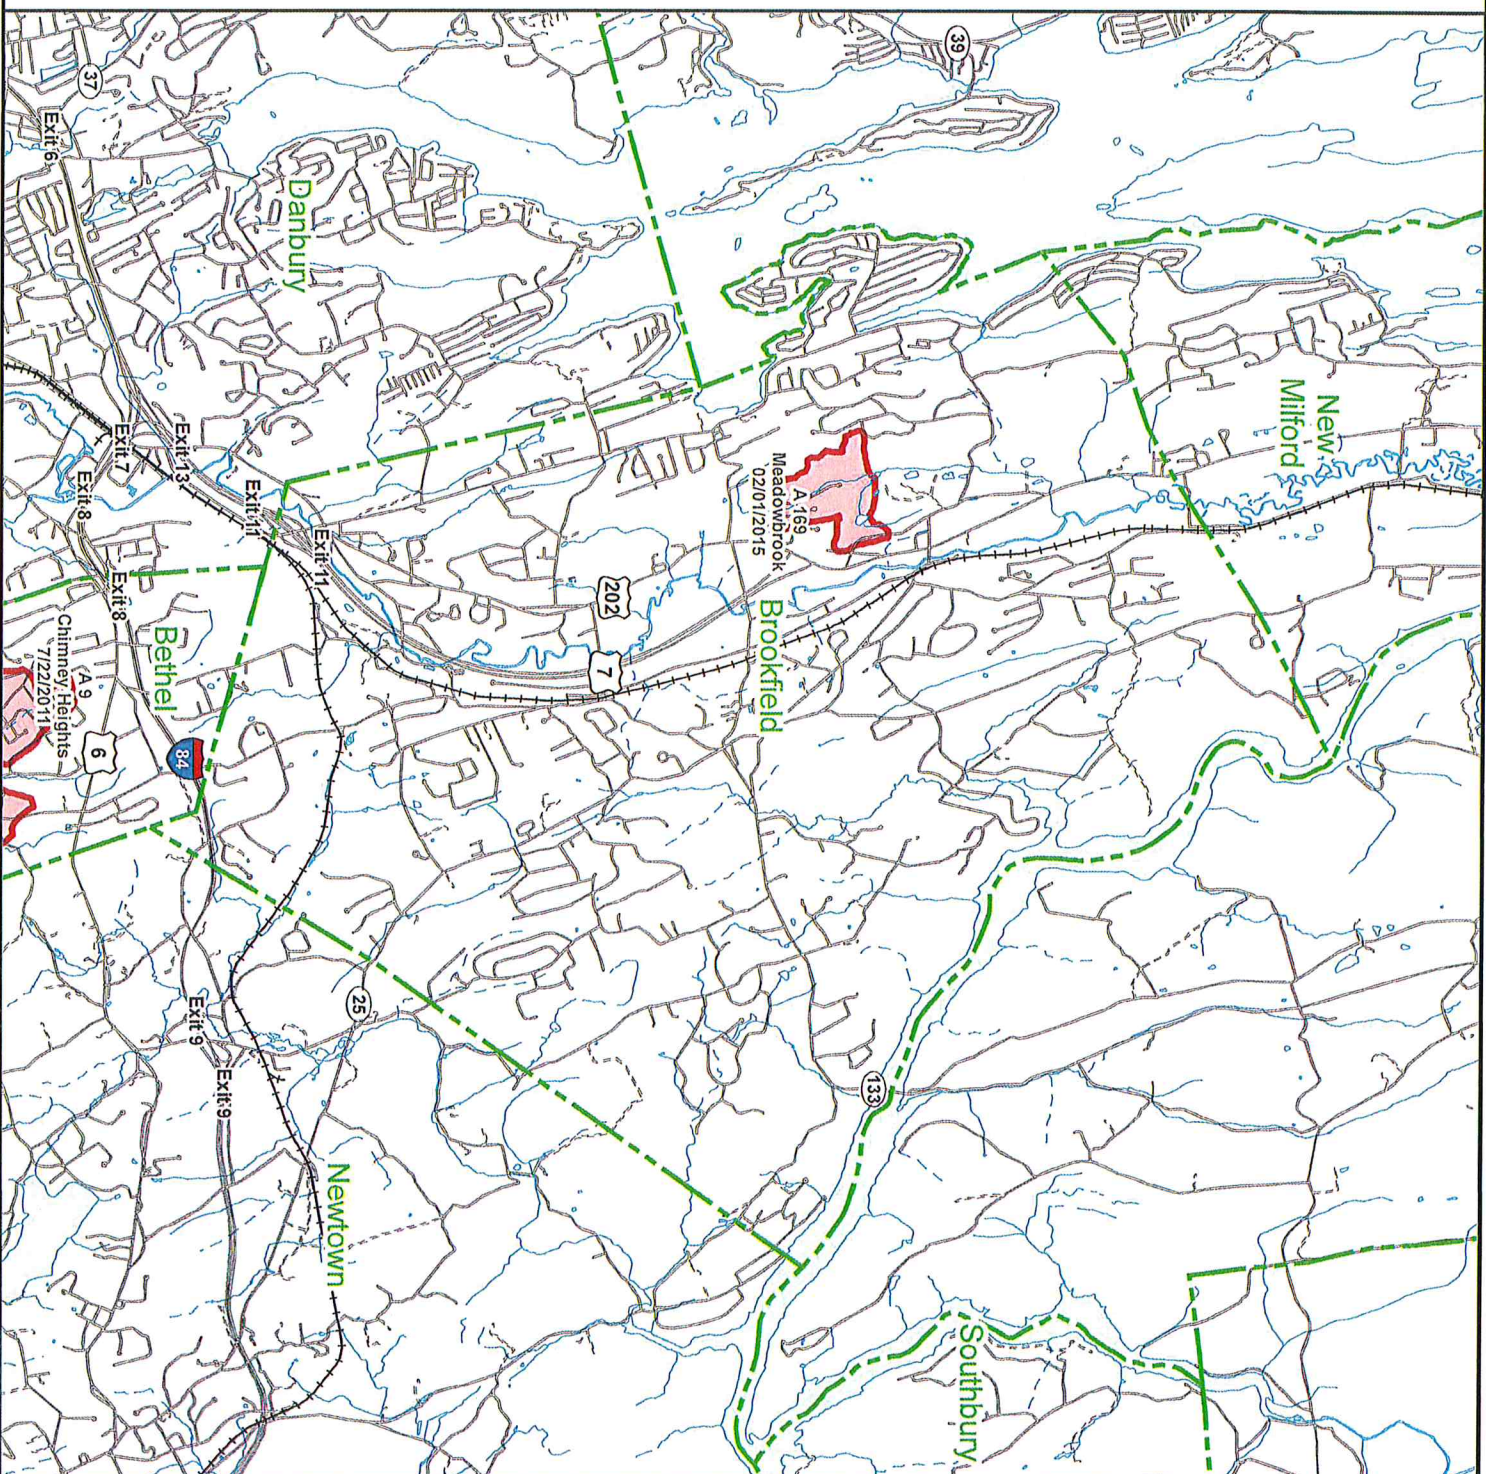 39
37
Exit 6
Danbury
New
Milford
Exit 7
Exit 13
Exit 8
Exit 11
Exit 11
A 169
Meadowbrook
02/01/2015
202
Brookfield
7
Exit 8
Bethel
A 9
Chimney Heights
7/22/2011
6
84
25
Exit 9
Exit 9
133
Newtown
Southbury